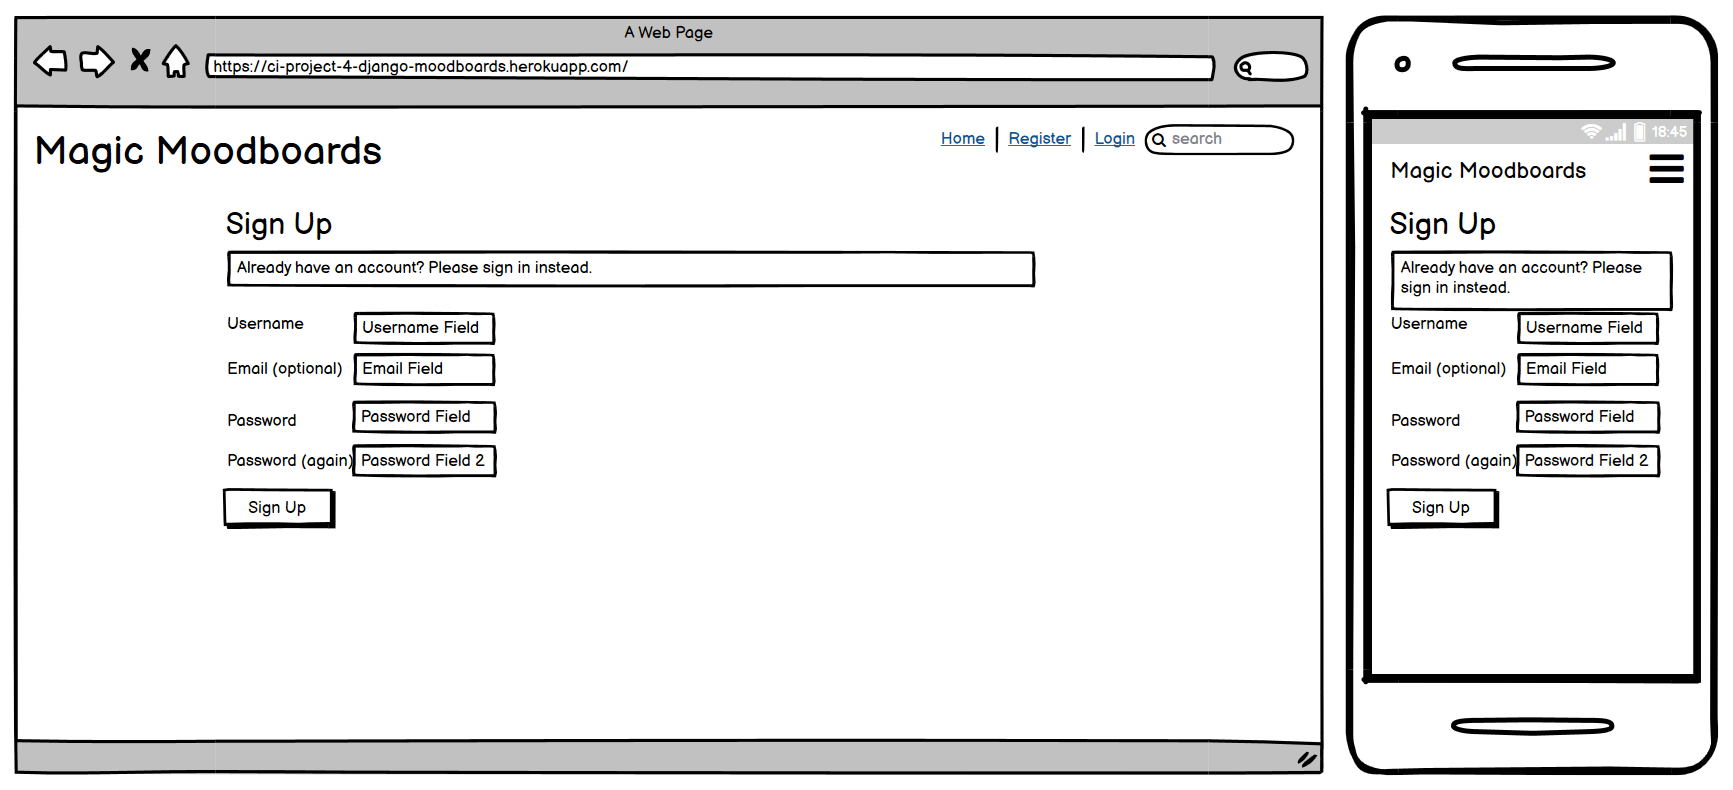 A Web Page
https://ci-project-4-django-moodboards.herokuapp.com/
Magic Moodboards
Home
Register
Login
search
Sign Up
Already have an account? Please sign in instead.
Username
Username Field
Email (optional)
Email Field
Password
Password Field
Password (again)
Password Field 2
Sign Up
18:45
Magic Moodboards
Sign Up
Already have an account? Please
sign in instead.
Username
Username Field
Email (optional)
Email Field
Password
Password Field
Password (again)
Password Field 2
Sign Up